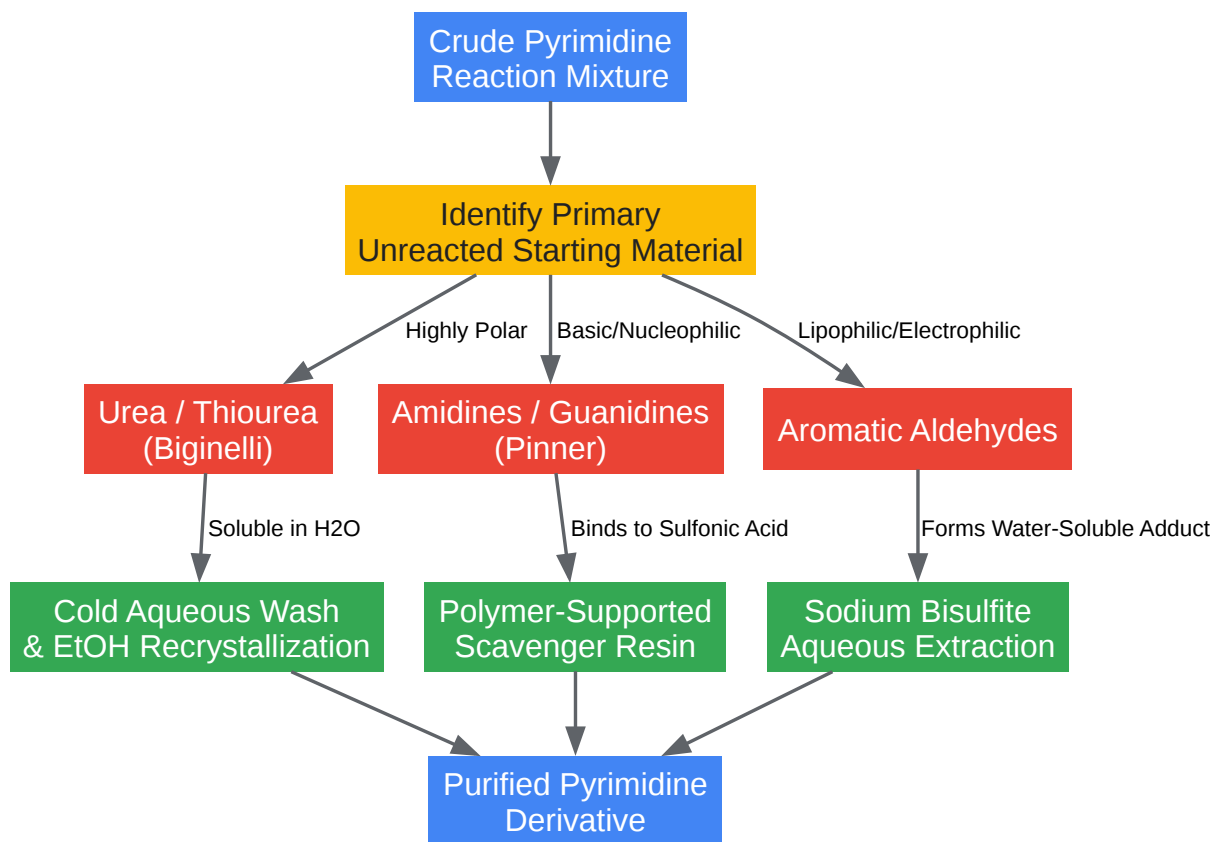 Crude Pyrimidine
Reaction Mixture
Identify Primary
Unreacted Starting Material
Highly Polar
Basic/Nucleophilic
Lipophilic/Electrophilic
Urea / Thiourea
(Biginelli)
Amidines / Guanidines
(Pinner)
Aromatic Aldehydes
Soluble in H2O
Binds to Sulfonic Acid
Forms Water-Soluble Adduct
Cold Aqueous Wash
& EtOH Recrystallization
Polymer-Supported
Scavenger Resin
Sodium Bisulfite
Aqueous Extraction
Purified Pyrimidine
Derivative